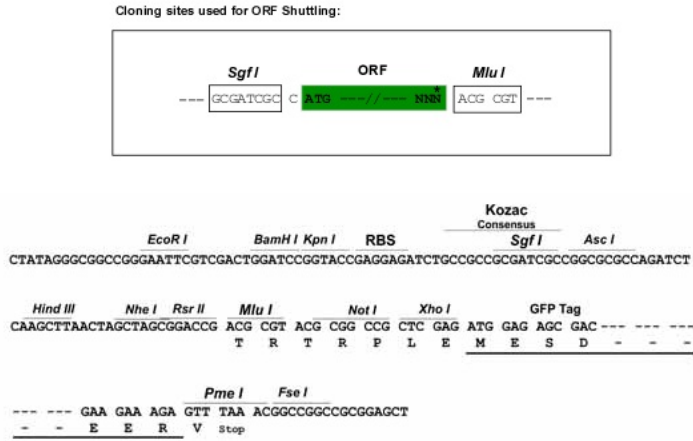 Cloning sites used for ORF Shuttling:
Sgf I ORF Mlu I
*
--- GCGATCGC C ATG ---//--- NNN ACG CGT ---
Kozac
Consensus
EcoR I BamH I Kpn I RBS Sgf I Asc I
CTATAGGGCGGCCGGGAATTCGTCGACTGGATCCGGTACCGAGGAGATCTGCCGCCGCGATCGCCGGCGCGCCAGATCT
Hind III Nhe I Rsr II Mlu I Not I Xho I GFP Tag
CAAGCTTAACTAGCTAGCGGACCG ACG CGT ACG CGG CCG CTC GAG ATG GAG AGC GAC--- --- ---
T R T R P L E M E S D - - -
Pme I Fse I
--- --- GAA GAA AGA GTT TAA ACGGCCGGCCGCGGAGCT
- - E E R V Stop